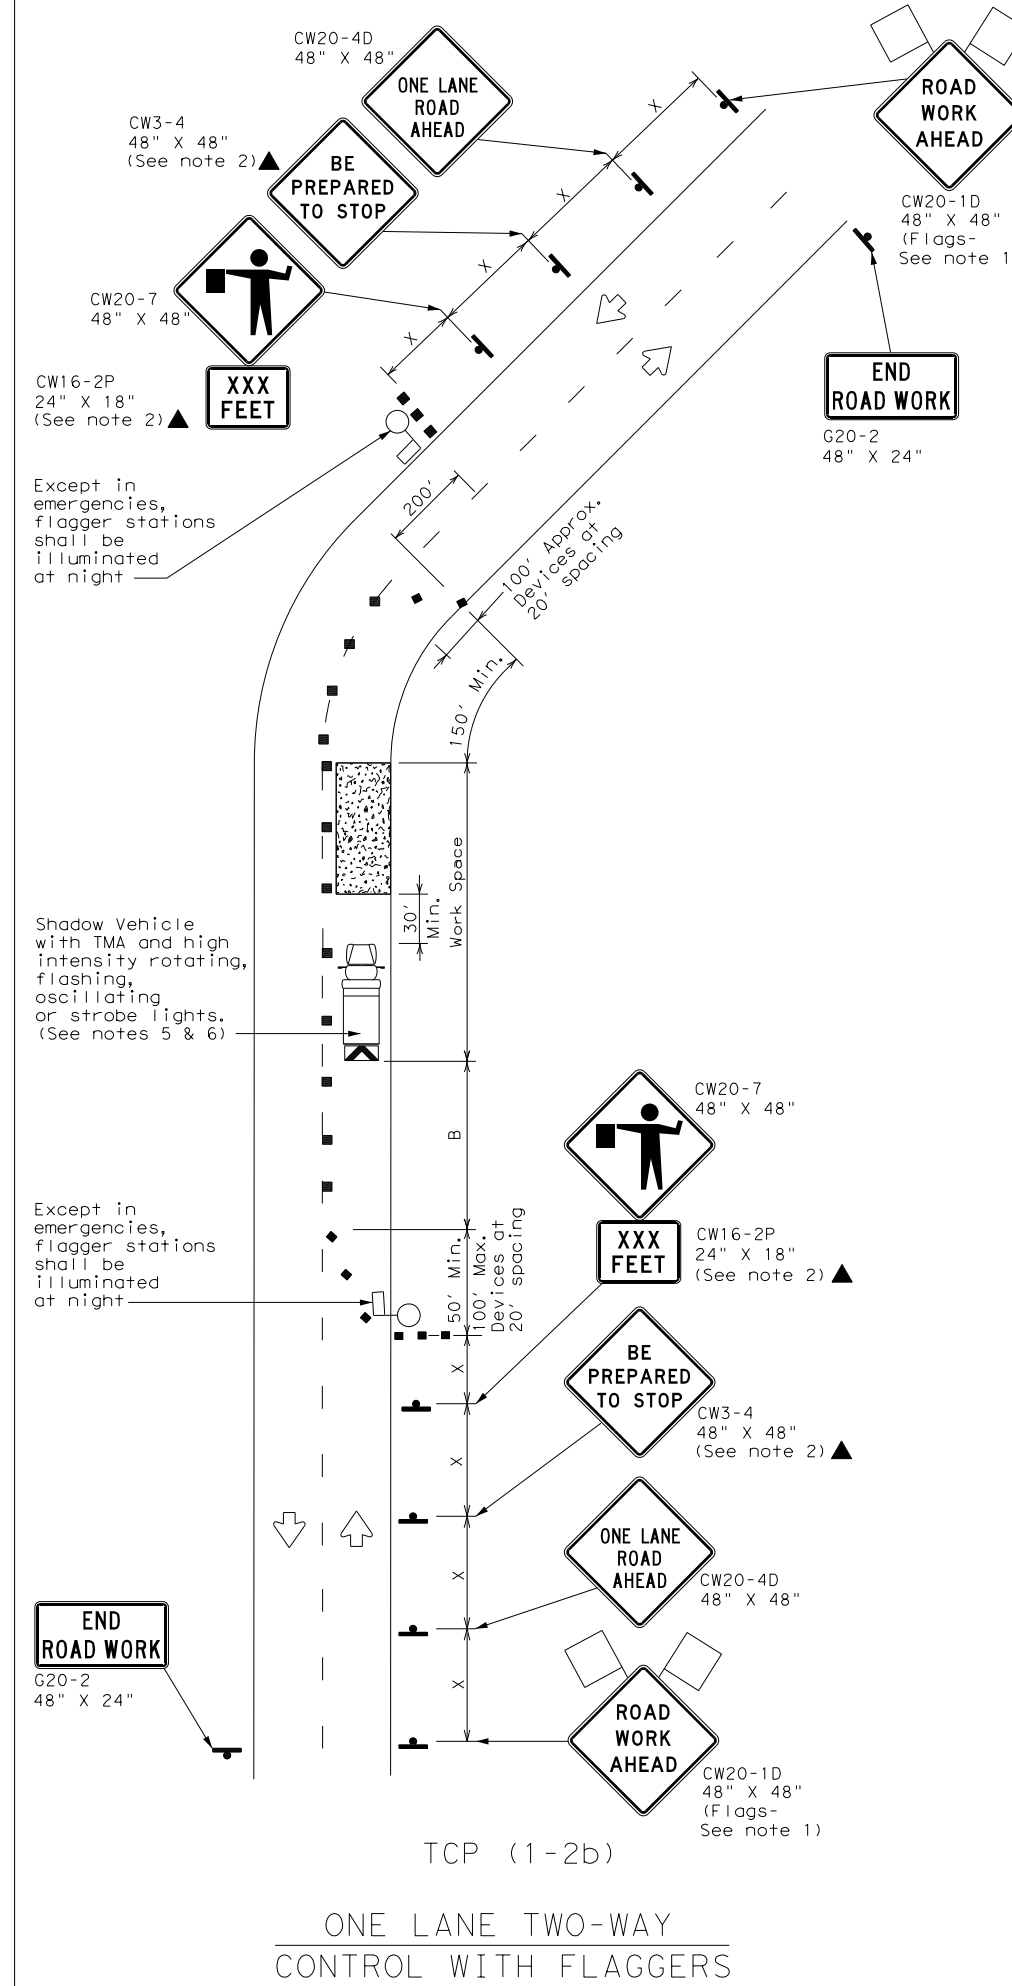 CW20-4D
48" X 48"
ONE LANE
ROAD
AHEAD
X
ROAD
WORK
AHEAD
CW20-1D
48" X 48"
(Flags-
See note 1
CW3-4
48" X 48"
(See note 2)
BE
PREPARED
TO STOP
X
X
CW20-7
48" X 48"
X
CW16-2P
24" X 18"
(See note 2)
XXX
FEET
END
ROAD WORK
G20-2
48" X 24"
Except in
emergencies,
flagger stations
shall be
illuminated
at night
200'
100' Approx.
Devices at
20' spacing
150' Min.
Work Space
30'
Min.
Shadow Vehicle
with TMA and high
intensity rotating,
flashing,
oscillating
or strobe lights.
(See notes 5 & 6)
B
CW20-7
48" X 48"
Except in
emergencies,
flagger stations
shall be
illuminated
at night
50' Min.
100' Max.
Devices at
20' spacing
XXX
FEET
CW16-2P
24" X 18"
(See note 2)
X
BE
PREPARED
TO STOP
CW3-4
48" X 48"
(See note 2)
X
ONE LANE
ROAD
AHEAD
CW20-4D
48" X 48"
X
END
ROAD WORK
G20-2
48" X 24"
X
ROAD
WORK
AHEAD
CW20-1D
48" X 48"
(Flags-
See note 1)
TCP (1-2b)
ONE LANE TWO-WAY
CONTROL WITH FLAGGERS